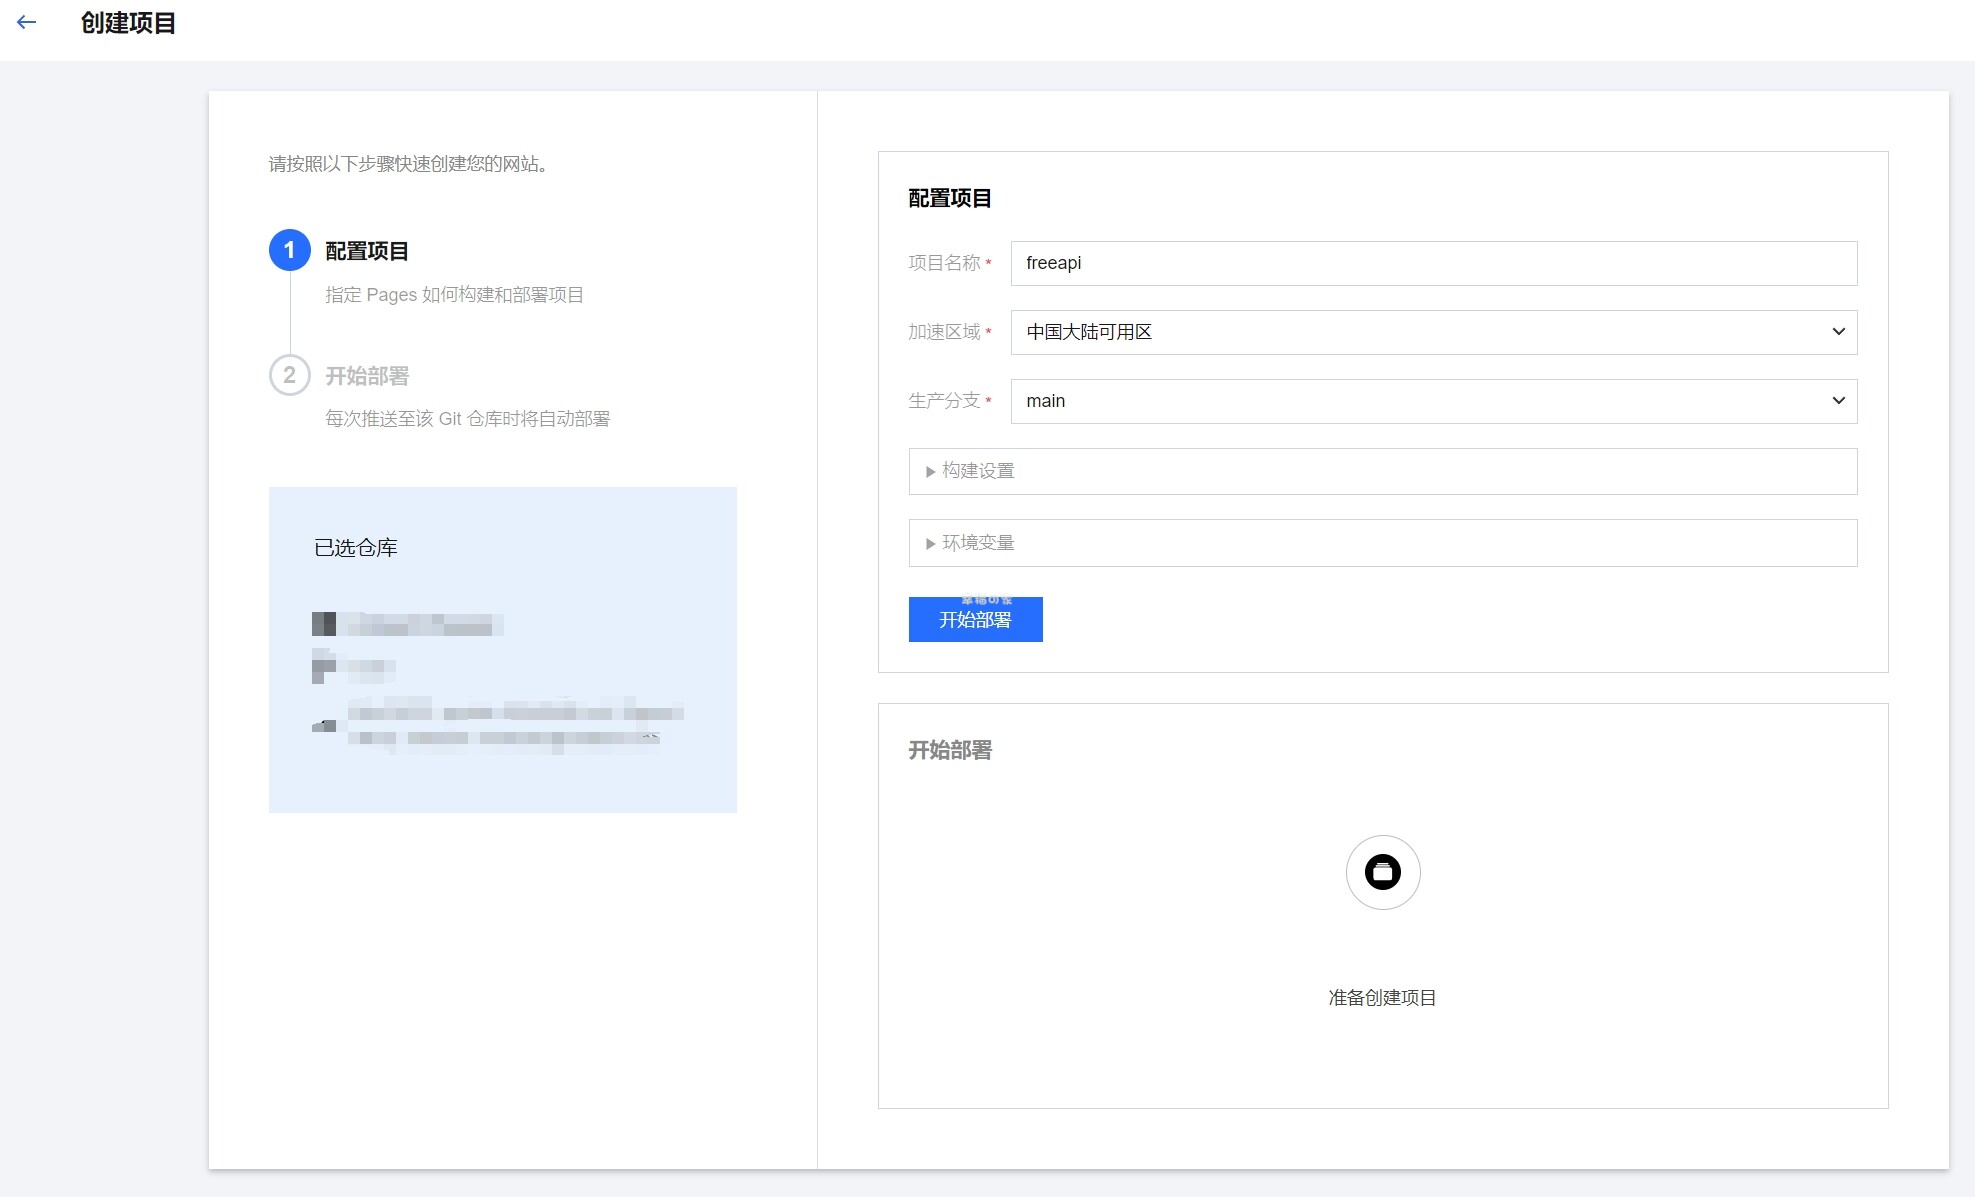 创建项目
请按照以下步骤快速创建您的网站。
1 配置项目
指定 Pages 如何构建和部署项目
2 开始部署
每次推送至该 Git 仓库时将自动部署
已选仓库
配置项目
项目名称 * freeapi
加速区域 * 中国大陆可用区
生产分支 * main
构建设置
环境变量
开始部署
开始部署
准备创建项目